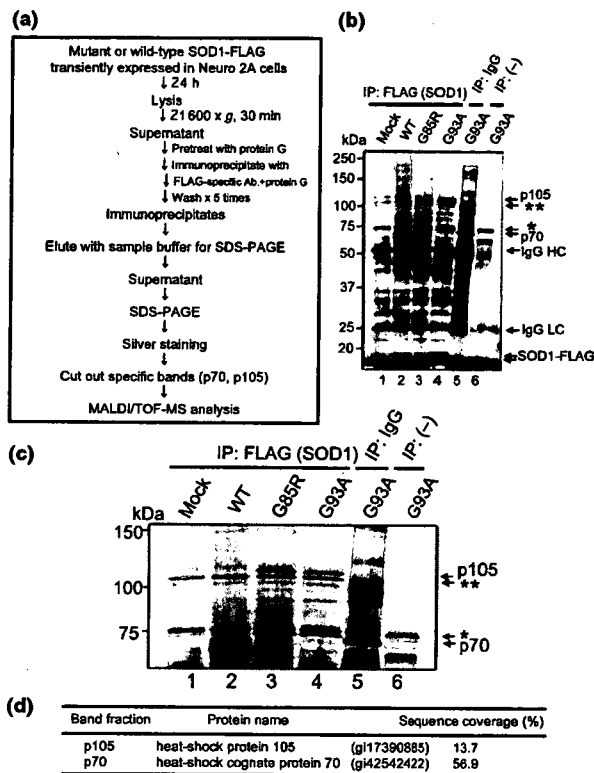 (a)
Mutant or wild-type SOD1-FLAG
transiently expressed in Neuro 2A cells
↓ 24 h
Lysis
↓ 21 600 x g, 30 min
Supernatant
↓ Pretreat with protein G
↓ Immunoprecipitate with
↓ FLAG-specific Ab.+protein G
↓ Wash x 5 times
Immunoprecipitates
↓
Elute with sample buffer for SDS-PAGE
↓
Supernatant
↓
SDS-PAGE
↓
Silver staining
↓
Cut out specific bands (p70, p105)
↓
MALDI/TOF-MS analysis
(b)
IP: FLAG (SOD1) IP: IgG IP: (–)
Mock WT G85R G93A G93A G93A
kDa
250
150
100
75
50
37
25
20
p105
**
*
p70
IgG HC
IgG LC
SOD1-FLAG
1 2 3 4 5 6
(c)
IP: FLAG (SOD1) IP: IgG IP: (–)
Mock WT G85R G93A G93A G93A
kDa
150
100
75
p105
**
*
p70
1 2 3 4 5 6
(d)
Band fraction Protein name Sequence coverage (%)
p105 heat-shock protein 105 (gi17390885) 13.7
p70 heat-shock cognate protein 70 (gi42542422) 56.9